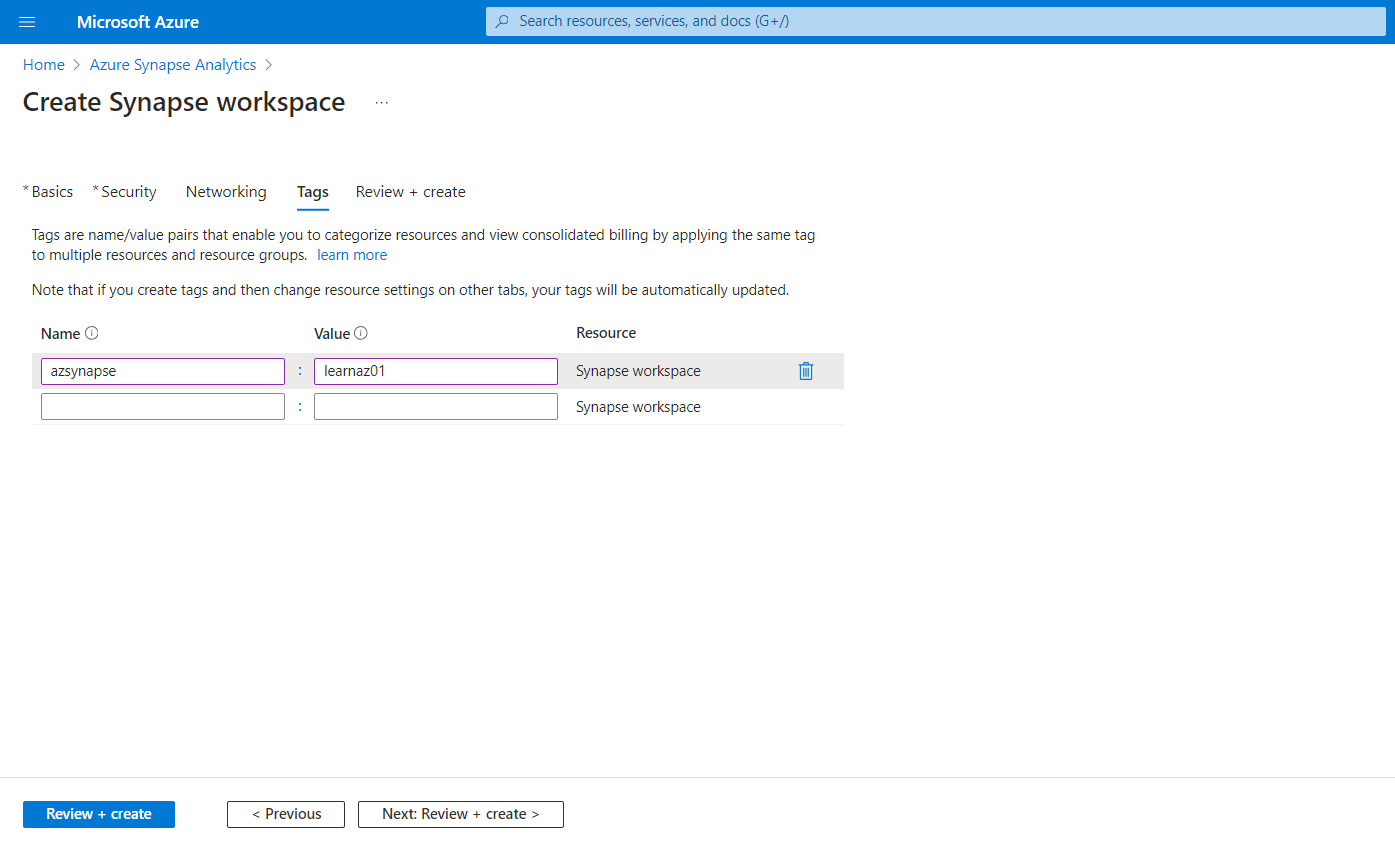 Microsoft Azure
Search resources, services, and docs (G+/)
Home > Azure Synapse Analytics >
Create Synapse workspace ...
* Basics * Security Networking Tags Review + create
Tags are name/value pairs that enable you to categorize resources and view consolidated billing by applying the same tag
to multiple resources and resource groups. learn more
Note that if you create tags and then change resource settings on other tabs, your tags will be automatically updated.
Name Value Resource
azsynapse : learnaz01 Synapse workspace
: Synapse workspace
Review + create < Previous Next: Review + create >